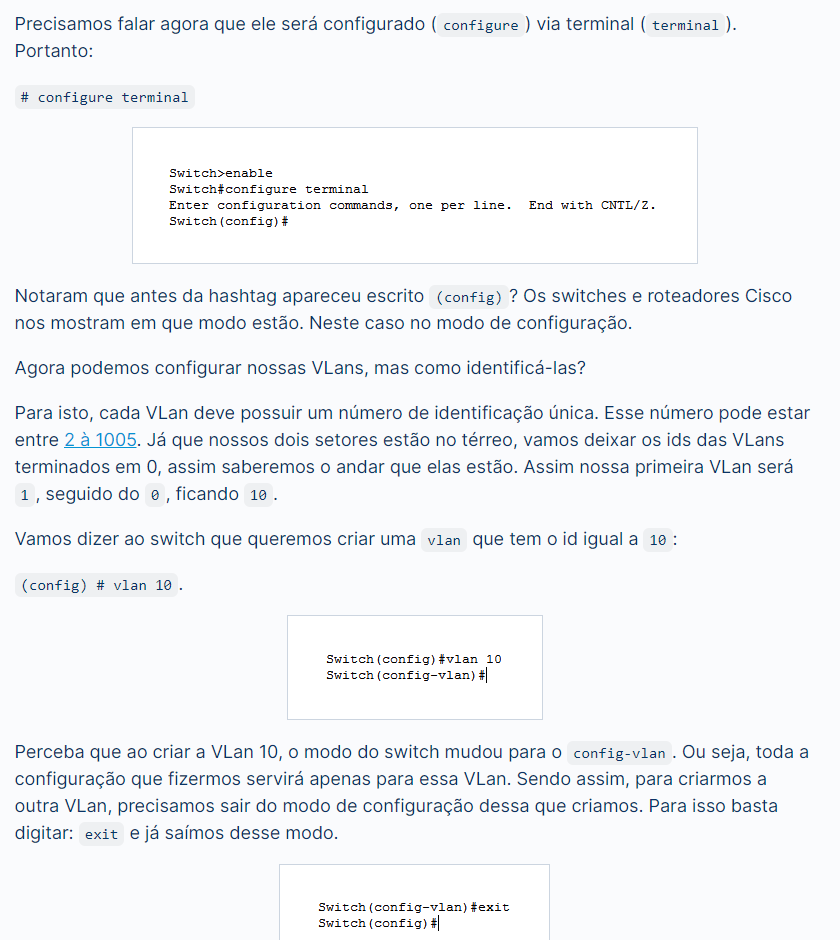 Precisamos falar agora que ele será configurado ( configure ) via terminal ( terminal ).
Portanto:
# configure terminal
Switch>enable
Switch#configure terminal
Enter configuration commands, one per line.  End with CNTL/Z.
Switch(config)#
Notaram que antes da hashtag apareceu escrito (config) ? Os switches e roteadores Cisco
nos mostram em que modo estão. Neste caso no modo de configuração.
Agora podemos configurar nossas VLans, mas como identificá-las?
Para isto, cada VLan deve possuir um número de identificação única. Esse número pode estar
entre 2 à 1005. Já que nossos dois setores estão no térreo, vamos deixar os ids das VLans
terminados em 0, assim saberemos o andar que elas estão. Assim nossa primeira VLan será
1 , seguido do 0 , ficando 10 .
Vamos dizer ao switch que queremos criar uma vlan que tem o id igual a 10 :
(config) # vlan 10 .
Switch(config)#vlan 10
Switch(config-vlan)#
Perceba que ao criar a VLan 10, o modo do switch mudou para o config-vlan . Ou seja, toda a
configuração que fizermos servirá apenas para essa VLan. Sendo assim, para criarmos a
outra VLan, precisamos sair do modo de configuração dessa que criamos. Para isso basta
digitar: exit e já saímos desse modo.
Switch(config-vlan)#exit
Switch(config)#